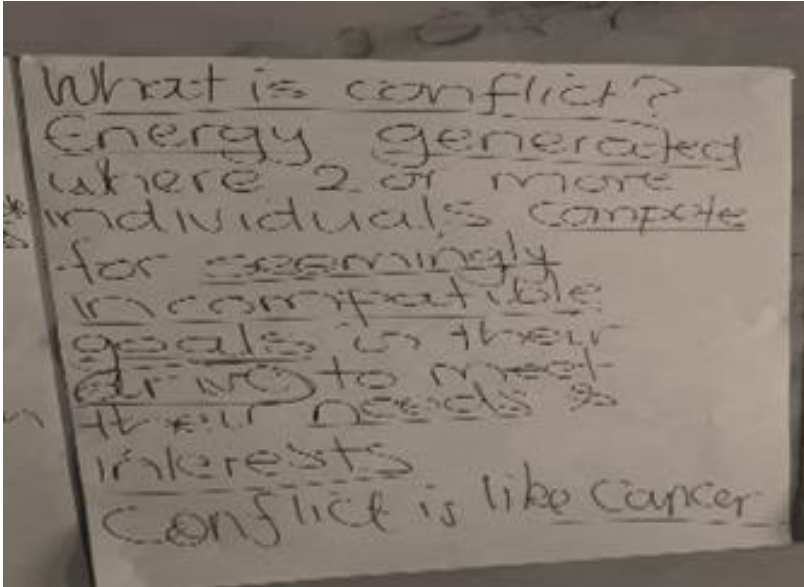 What is conflict?
Energy generated
where 2 or more
individuals compete
for seemingly
incompatible
goals in their
drive to meet
their needs &
interests
Conflict is like Cancer